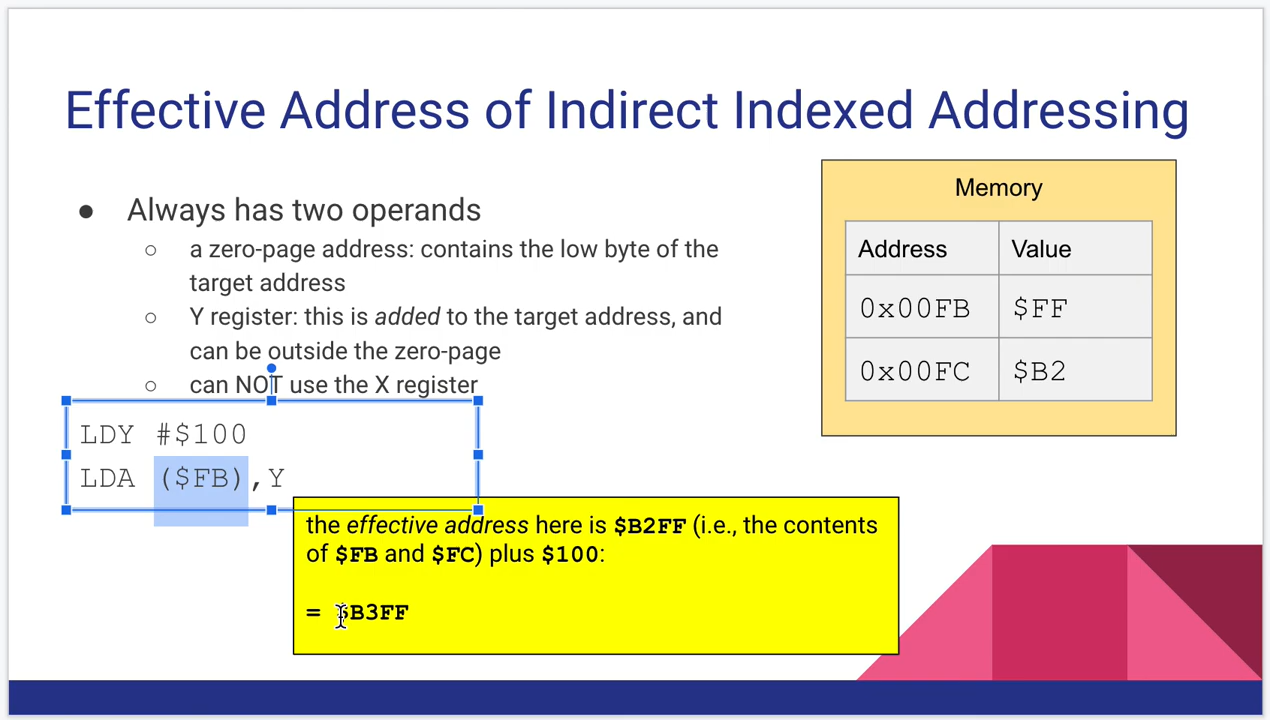 Effective Address of Indirect Indexed Addressing
● Always has two operands
○ a zero-page address: contains the low byte of the
target address
○ Y register: this is added to the target address, and
can be outside the zero-page
○ can NOT use the X register
LDY #$100
LDA ($FB),Y
the effective address here is $B2FF (i.e., the contents
of $FB and $FC) plus $100:
= $B3FF
Memory
Address Value
0x00FB $FF
0x00FC $B2